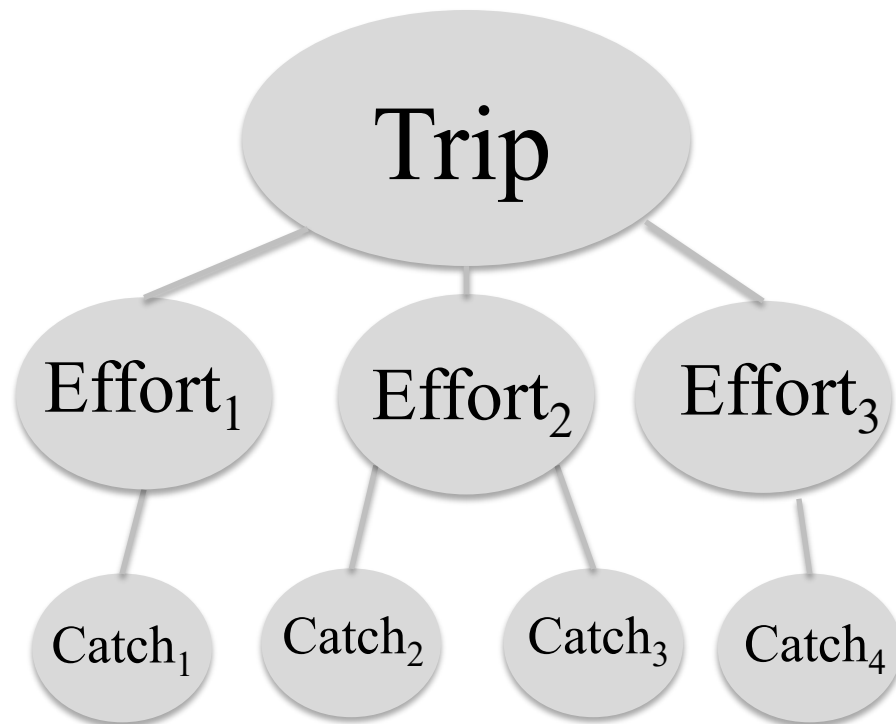 Trip
Effort₁ Effort₂ Effort₃
Catch₁ Catch₂ Catch₃ Catch₄